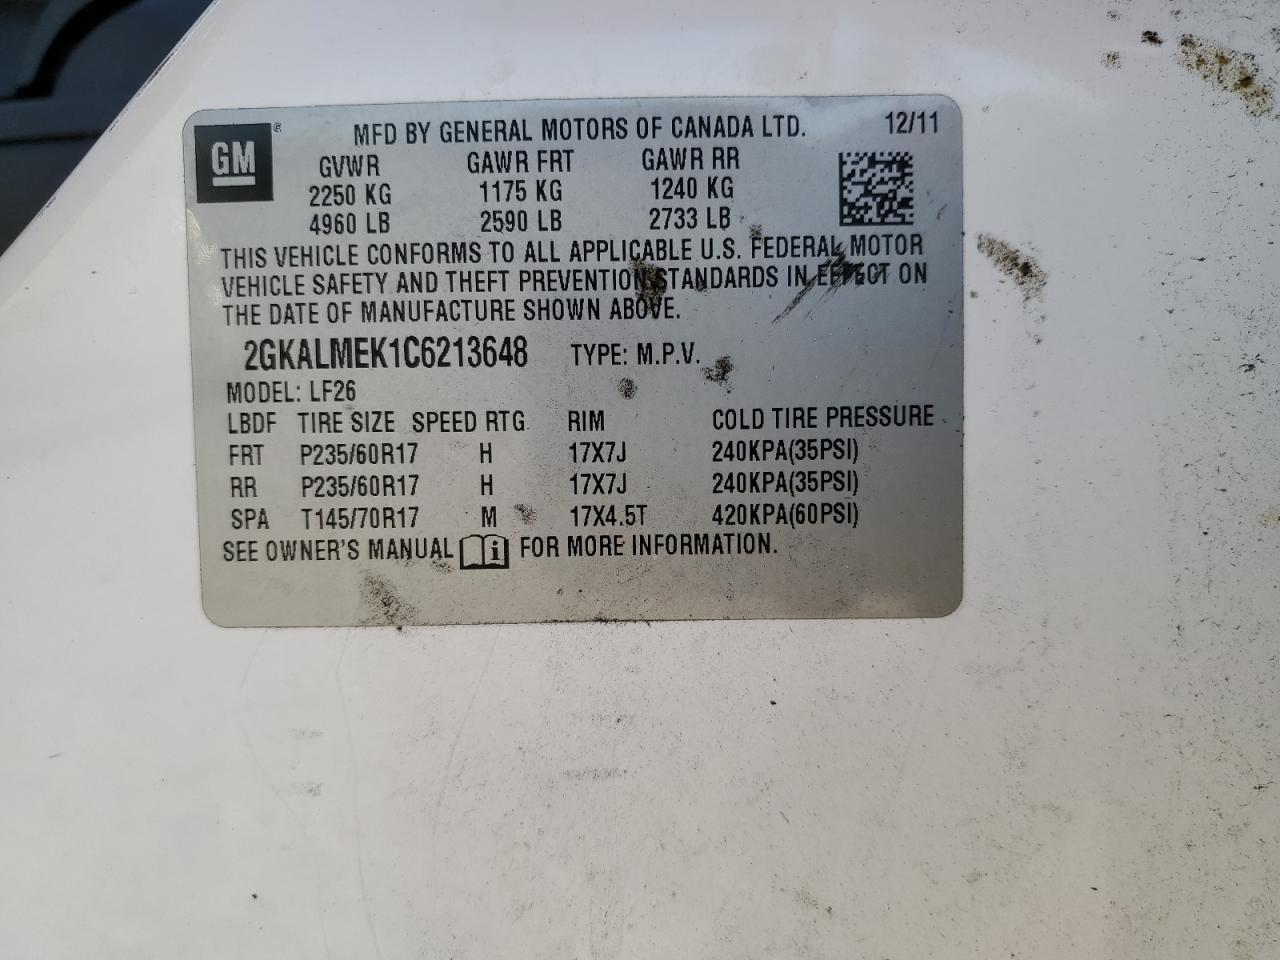 GM ® MFD BY GENERAL MOTORS OF CANADA LTD. 12/11
GVWR GAWR FRT GAWR RR
2250 KG 1175 KG 1240 KG
4960 LB 2590 LB 2733 LB
THIS VEHICLE CONFORMS TO ALL APPLICABLE U.S. FEDERAL MOTOR
VEHICLE SAFETY AND THEFT PREVENTION STANDARDS IN EFFECT ON
THE DATE OF MANUFACTURE SHOWN ABOVE.
2GKALMEK1C6213648 TYPE: M.P.V.
MODEL: LF26
LBDF TIRE SIZE SPEED RTG RIM COLD TIRE PRESSURE
FRT P235/60R17 H 17X7J 240KPA(35PSI)
RR P235/60R17 H 17X7J 240KPA(35PSI)
SPA T145/70R17 M 17X4.5T 420KPA(60PSI)
SEE OWNER'S MANUAL i FOR MORE INFORMATION.